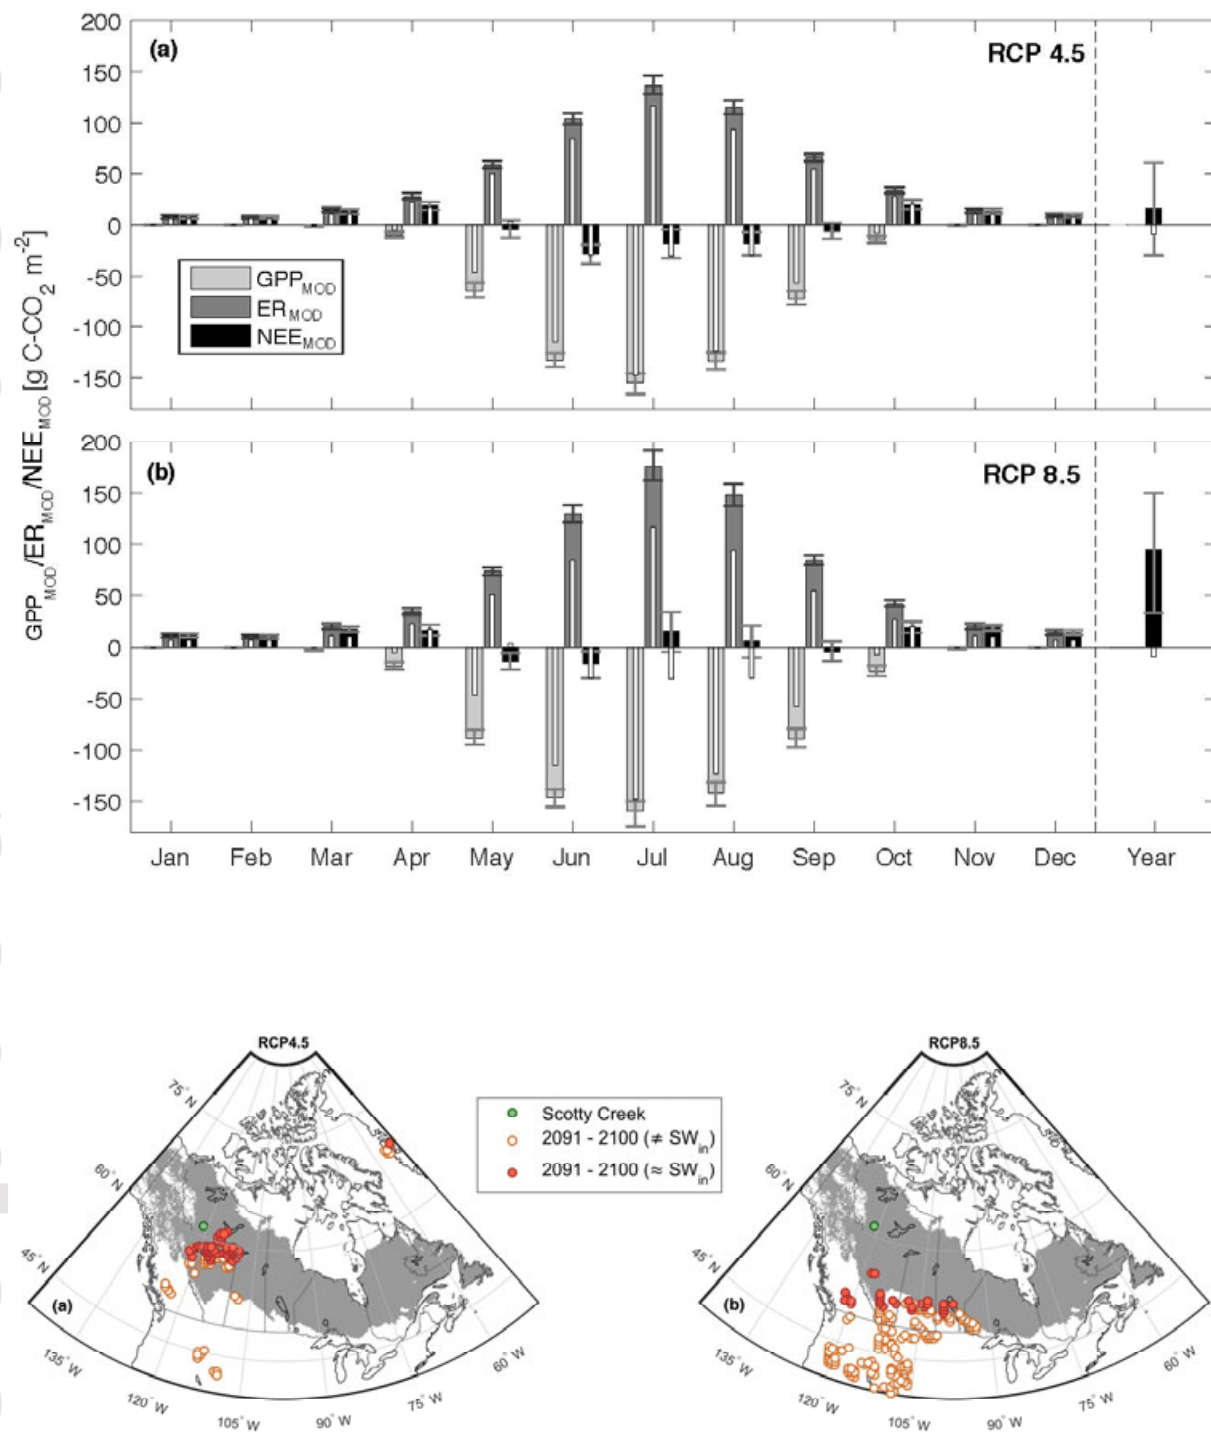 200
(a)
RCP 4.5
150
100
50
0
-50
-100
-150
GPP_MOD
ER_MOD
NEE_MOD
GPP_MOD/ER_MOD/NEE_MOD [g C-CO2 m-2]
200
(b)
RCP 8.5
150
100
50
0
-50
-100
-150
Jan Feb Mar Apr May Jun Jul Aug Sep Oct Nov Dec Year
RCP4.5
75° N
60° N
45° N
(a)
135° W
120° W
105° W
90° W
75° W
60° W
Scotty Creek
2091 - 2100 (≠ SW_in)
2091 - 2100 (≈ SW_in)
RCP8.5
75° N
60° N
45° N
(b)
135° W
120° W
105° W
90° W
75° W
60° W